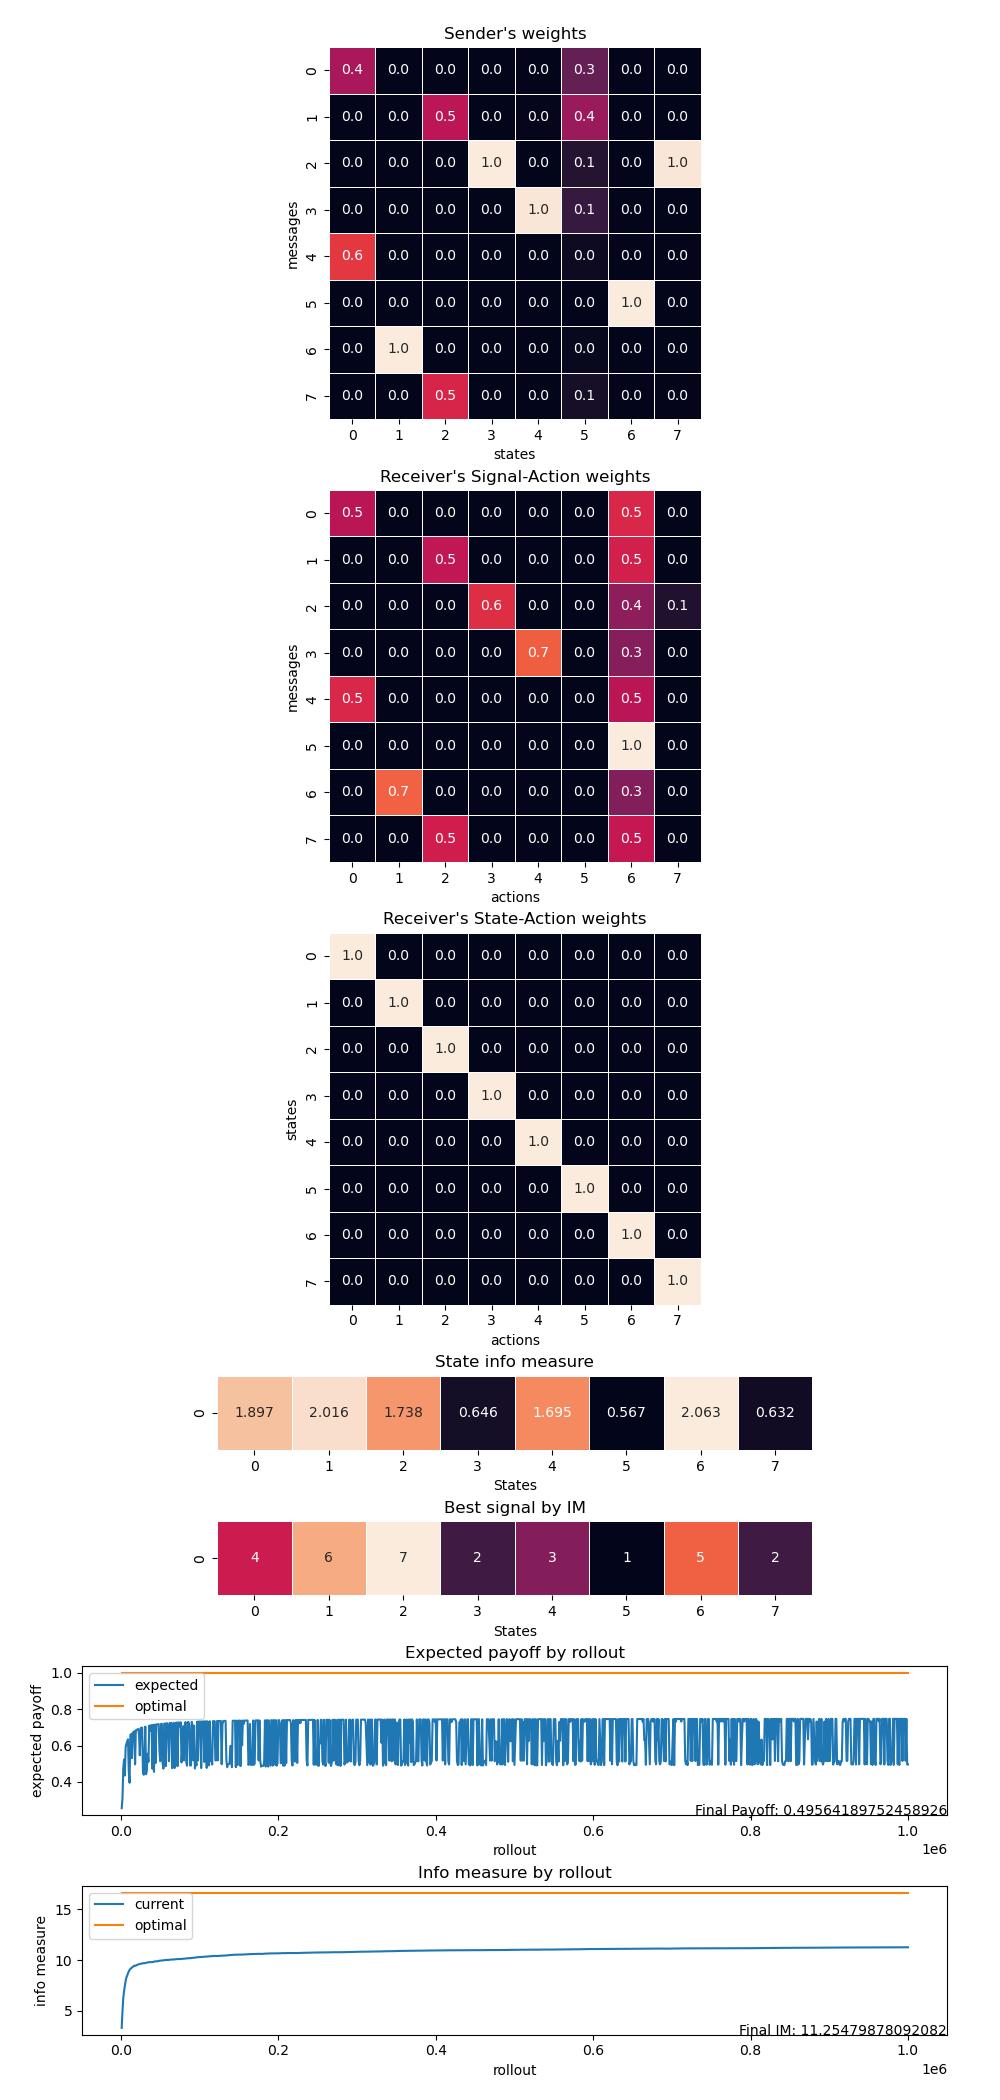 Sender's weights
0 0.4 0.0 0.0 0.0 0.0 0.3 0.0 0.0
1 0.0 0.0 0.5 0.0 0.0 0.4 0.0 0.0
2 0.0 0.0 0.0 1.0 0.0 0.1 0.0 1.0
3 0.0 0.0 0.0 0.0 1.0 0.1 0.0 0.0
messages
4 0.6 0.0 0.0 0.0 0.0 0.0 0.0 0.0
5 0.0 0.0 0.0 0.0 0.0 0.0 1.0 0.0
6 0.0 1.0 0.0 0.0 0.0 0.0 0.0 0.0
7 0.0 0.0 0.5 0.0 0.0 0.1 0.0 0.0
0 1 2 3 4 5 6 7
states
Receiver's Signal-Action weights
0 0.5 0.0 0.0 0.0 0.0 0.0 0.5 0.0
1 0.0 0.0 0.5 0.0 0.0 0.0 0.5 0.0
2 0.0 0.0 0.0 0.6 0.0 0.0 0.4 0.1
3 0.0 0.0 0.0 0.0 0.7 0.0 0.3 0.0
messages
4 0.5 0.0 0.0 0.0 0.0 0.0 0.5 0.0
5 0.0 0.0 0.0 0.0 0.0 0.0 1.0 0.0
6 0.0 0.7 0.0 0.0 0.0 0.0 0.3 0.0
7 0.0 0.0 0.5 0.0 0.0 0.0 0.5 0.0
0 1 2 3 4 5 6 7
actions
Receiver's State-Action weights
0 1.0 0.0 0.0 0.0 0.0 0.0 0.0 0.0
1 0.0 1.0 0.0 0.0 0.0 0.0 0.0 0.0
2 0.0 0.0 1.0 0.0 0.0 0.0 0.0 0.0
3 0.0 0.0 0.0 1.0 0.0 0.0 0.0 0.0
states
4 0.0 0.0 0.0 0.0 1.0 0.0 0.0 0.0
5 0.0 0.0 0.0 0.0 0.0 1.0 0.0 0.0
6 0.0 0.0 0.0 0.0 0.0 0.0 1.0 0.0
7 0.0 0.0 0.0 0.0 0.0 0.0 0.0 1.0
0 1 2 3 4 5 6 7
actions
State info measure
0 1.897 2.016 1.738 0.646 1.695 0.567 2.063 0.632
0 1 2 3 4 5 6 7
States
Best signal by IM
0 4 6 7 2 3 1 5 2
0 1 2 3 4 5 6 7
States
Expected payoff by rollout
expected payoff
1.0
0.8
0.6
0.4
expected
optimal
Final Payoff: 0.49564189752458926
0.0 0.2 0.4 0.6 0.8 1.0
1e6
rollout
Info measure by rollout
info measure
15
10
5
current
optimal
Final IM: 11.25479878092082
0.0 0.2 0.4 0.6 0.8 1.0
1e6
rollout